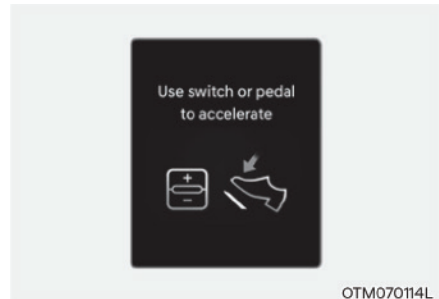 Use switch or pedal
to accelerate
+
−
OTM070114L